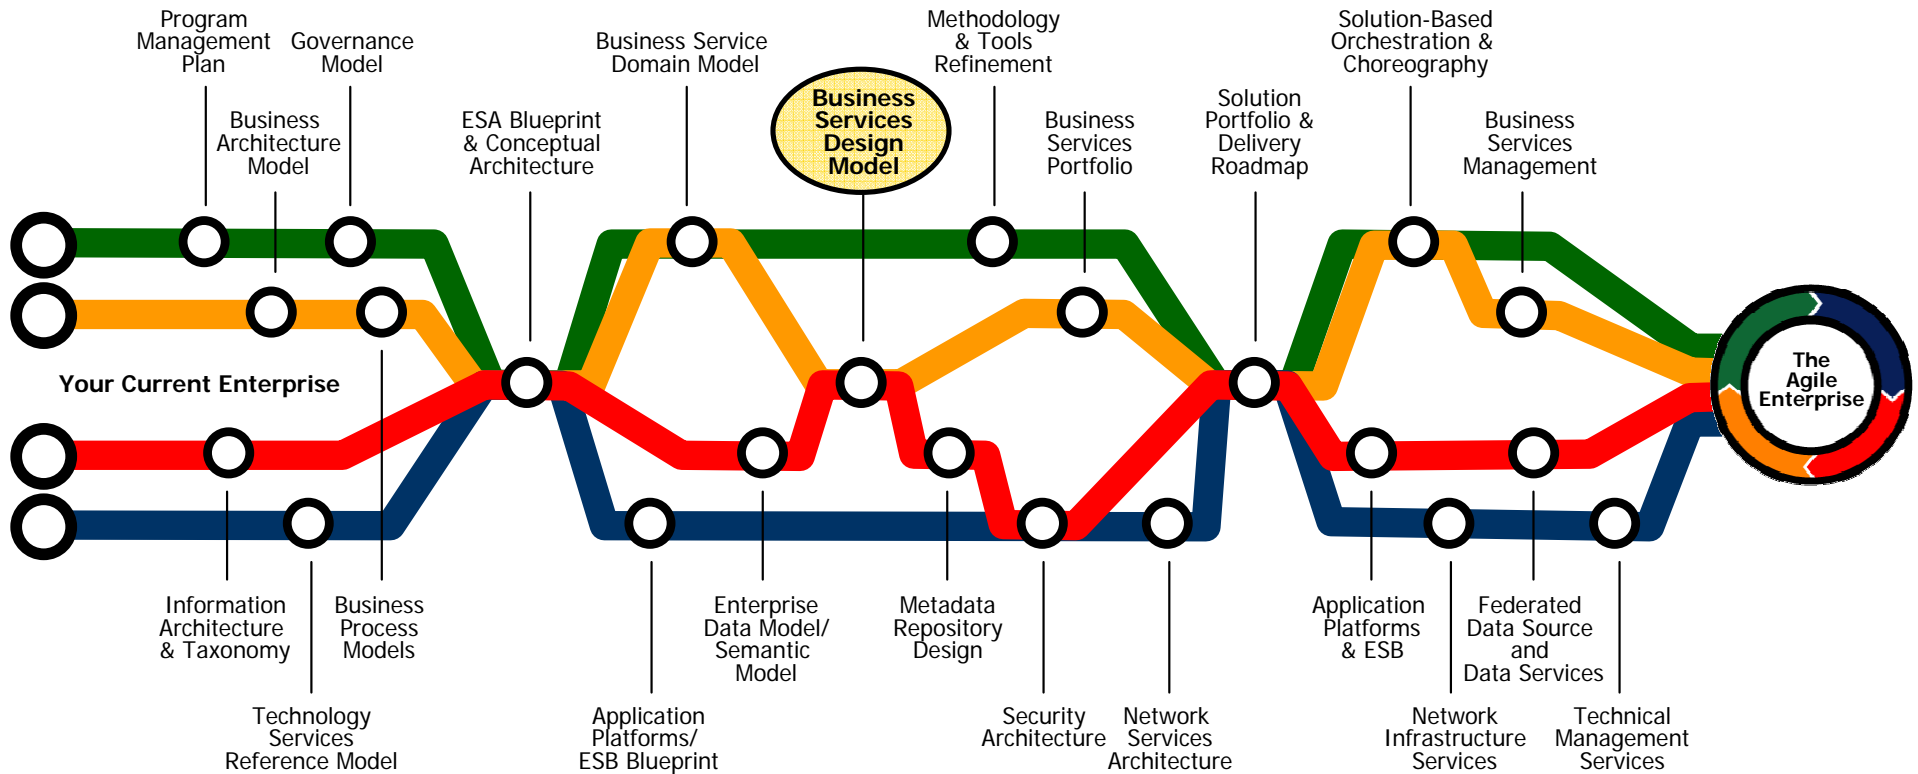 Program
Management
Plan
Governance
Model
Business
Architecture
Model
ESA Blueprint
& Conceptual
Architecture
Business Service
Domain Model
Business
Services
Design
Model
Methodology
& Tools
Refinement
Business
Services
Portfolio
Solution
Portfolio &
Delivery
Roadmap
Solution-Based
Orchestration &
Choreography
Business
Services
Management
Your Current Enterprise
The
Agile
Enterprise
Information
Architecture
& Taxonomy
Business
Process
Models
Technology
Services
Reference Model
Application
Platforms/
ESB Blueprint
Enterprise
Data Model/
Semantic
Model
Metadata
Repository
Design
Security
Architecture
Network
Services
Architecture
Application
Platforms
& ESB
Network
Infrastructure
Services
Federated
Data Source
and
Data Services
Technical
Management
Services